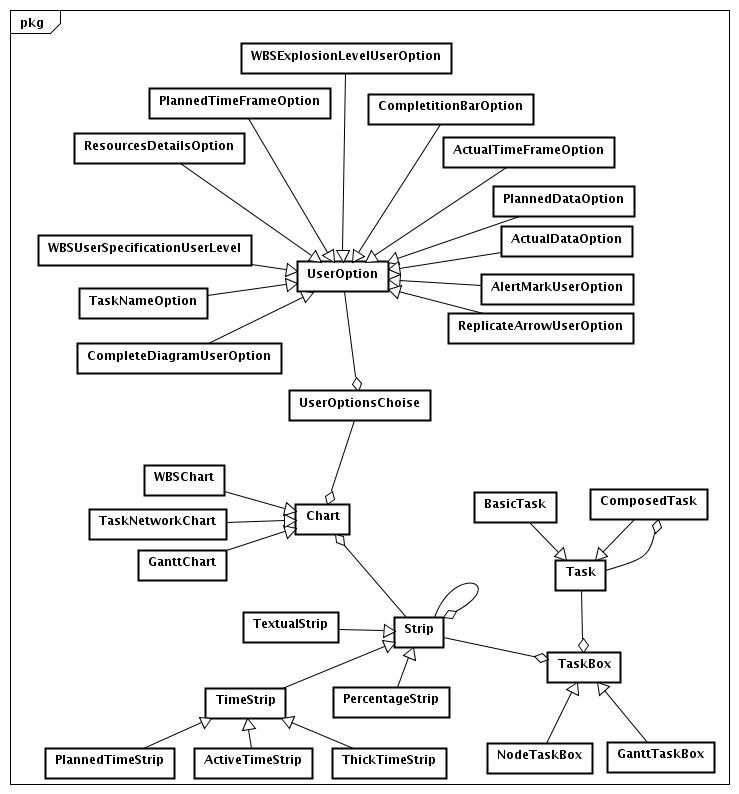 pkg
WBSExplosionLevelUserOption
PlannedTimeFrameOption
CompletitionBarOption
ResourcesDetailsOption
ActualTimeFrameOption
PlannedDataOption
ActualDataOption
WBSUserSpecificationUserLevel
UserOption
TaskNameOption
AlertMarkUserOption
ReplicateArrowUserOption
CompleteDiagramUserOption
UserOptionsChoise
WBSChart
TaskNetworkChart
Chart
GanttChart
BasicTask
ComposedTask
Task
TextualStrip
Strip
TaskBox
TimeStrip
PercentageStrip
PlannedTimeStrip
ActiveTimeStrip
ThickTimeStrip
NodeTaskBox
GanttTaskBox